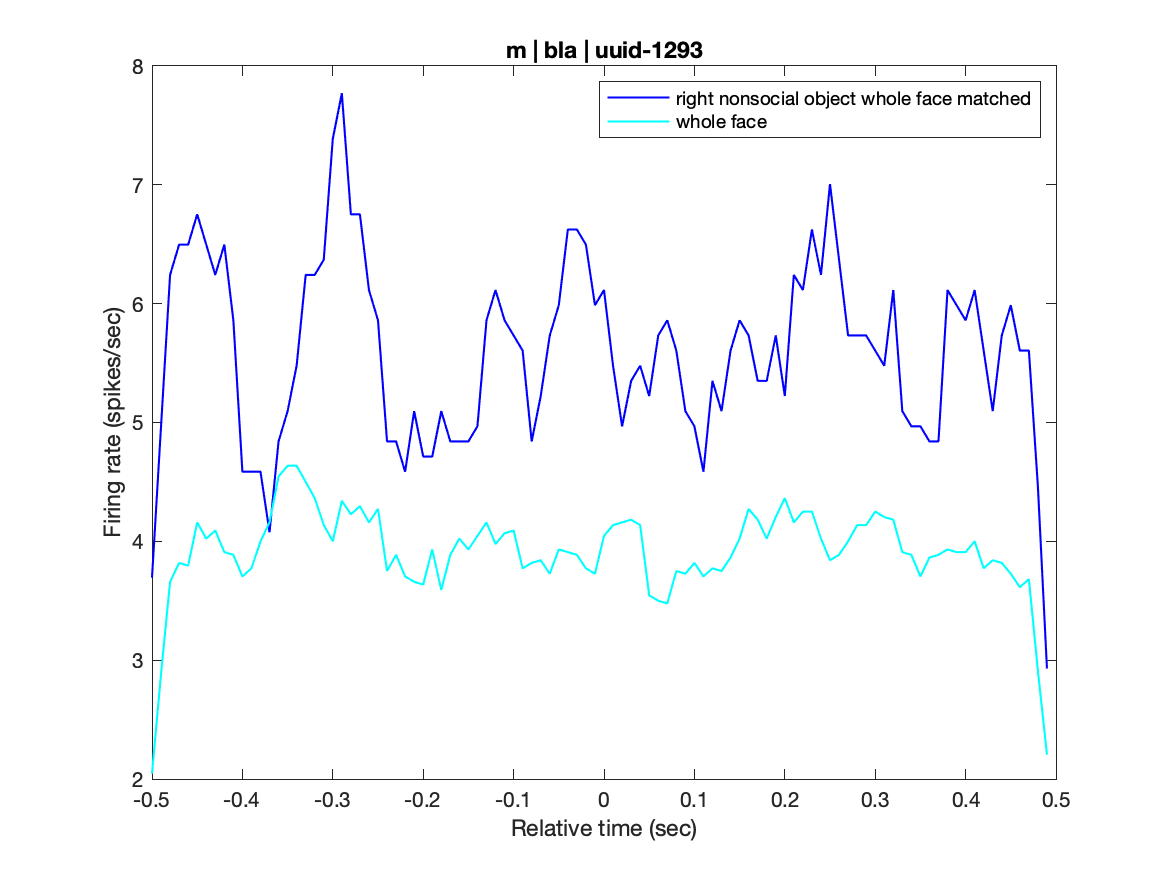 m | bla | uuid-1293
right nonsocial object whole face matched
whole face
Firing rate (spikes/sec)
8
7
6
5
4
3
2
-0.5 -0.4 -0.3 -0.2 -0.1 0 0.1 0.2 0.3 0.4 0.5
Relative time (sec)